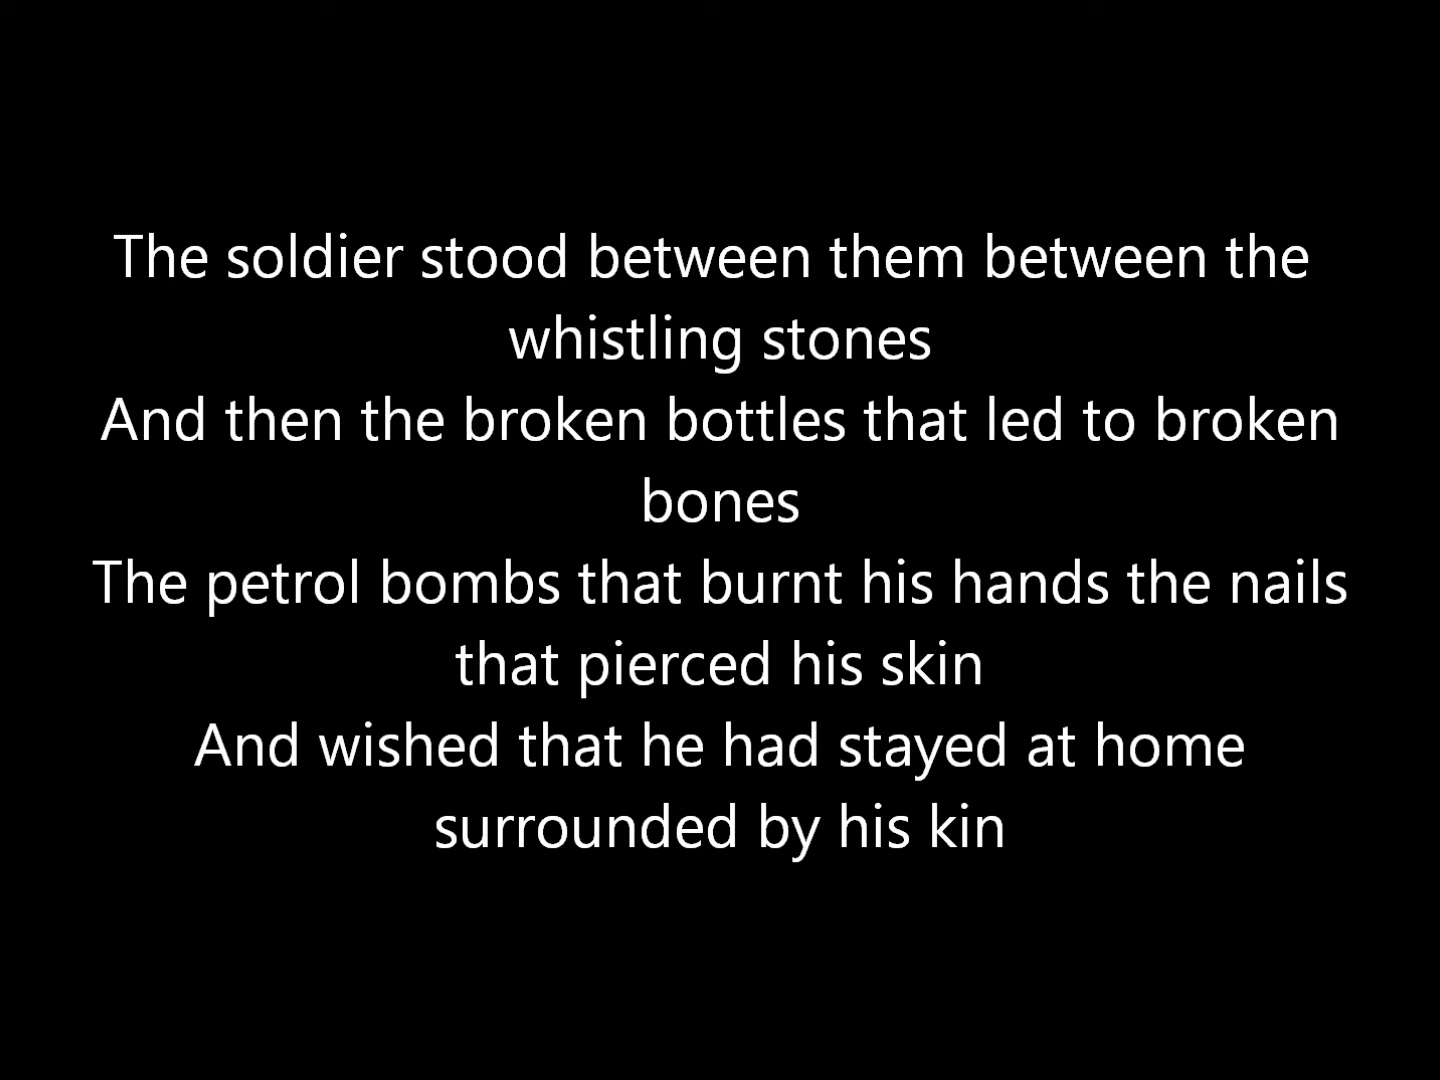 The soldier stood between them between the
whistling stones
And then the broken bottles that led to broken
bones
The petrol bombs that burnt his hands the nails
that pierced his skin
And wished that he had stayed at home
surrounded by his kin